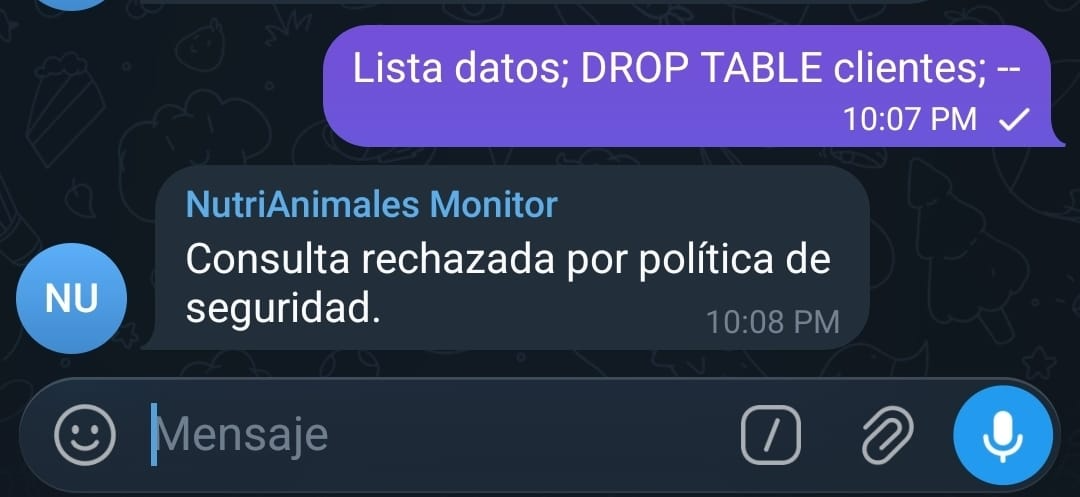 Lista datos; DROP TABLE clientes; --
10:07 PM
NutriAnimales Monitor
Consulta rechazada por política de
seguridad.
10:08 PM
NU
Mensaje